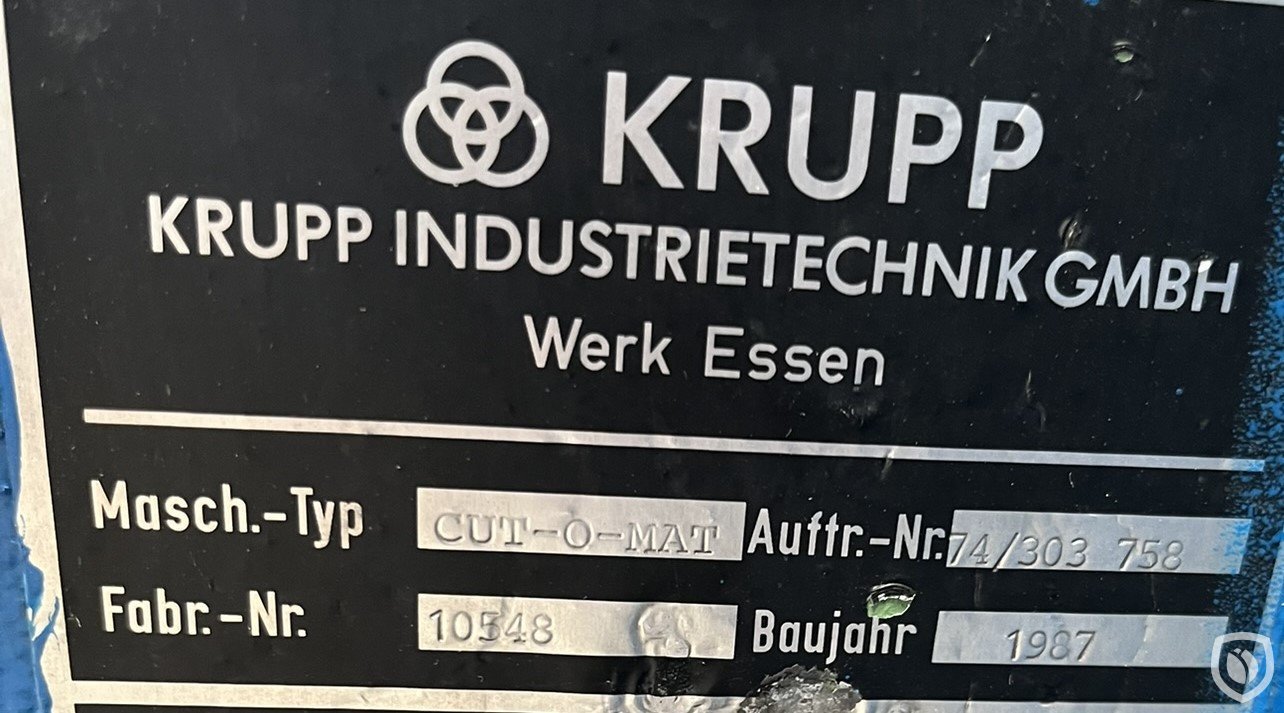 KRUPP
KRUPP INDUSTRIETECHNIK GMBH
Werk Essen
Masch.-Typ CUT-O-MAT Auftr.-Nr. 74/303 758
Fabr.-Nr. 10548 Baujahr 1987